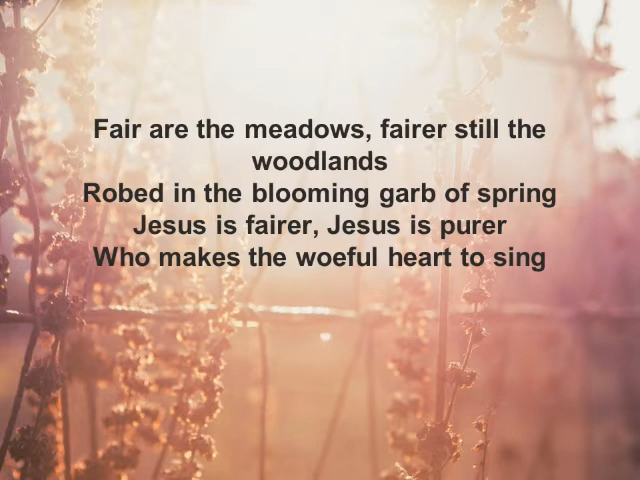 Fair are the meadows, fairer still the
woodlands
Robed in the blooming garb of spring
Jesus is fairer, Jesus is purer
Who makes the woeful heart to sing